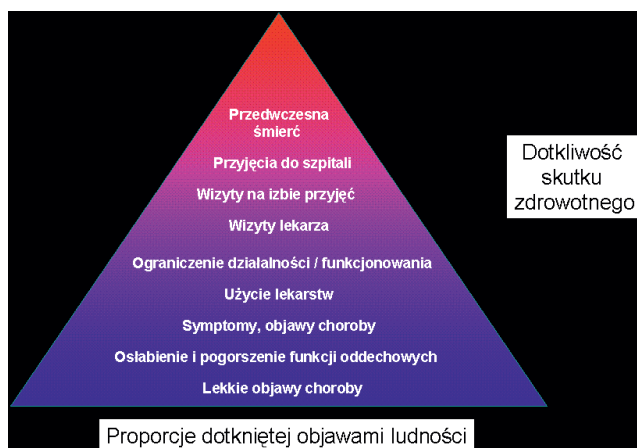 Przedwczesna
śmierć
Przyjęcia do szpitali
Wizyty na izbie przyjęć
Wizyty lekarza
Ograniczenie działalności / funkcjonowania
Użycie lekarstw
Symptomy, objawy choroby
Osłabienie i pogorszenie funkcji oddechowych
Lekkie objawy choroby
Dotkliwość
skutku
zdrowotnego
Proporcje dotkniętej objawami ludności